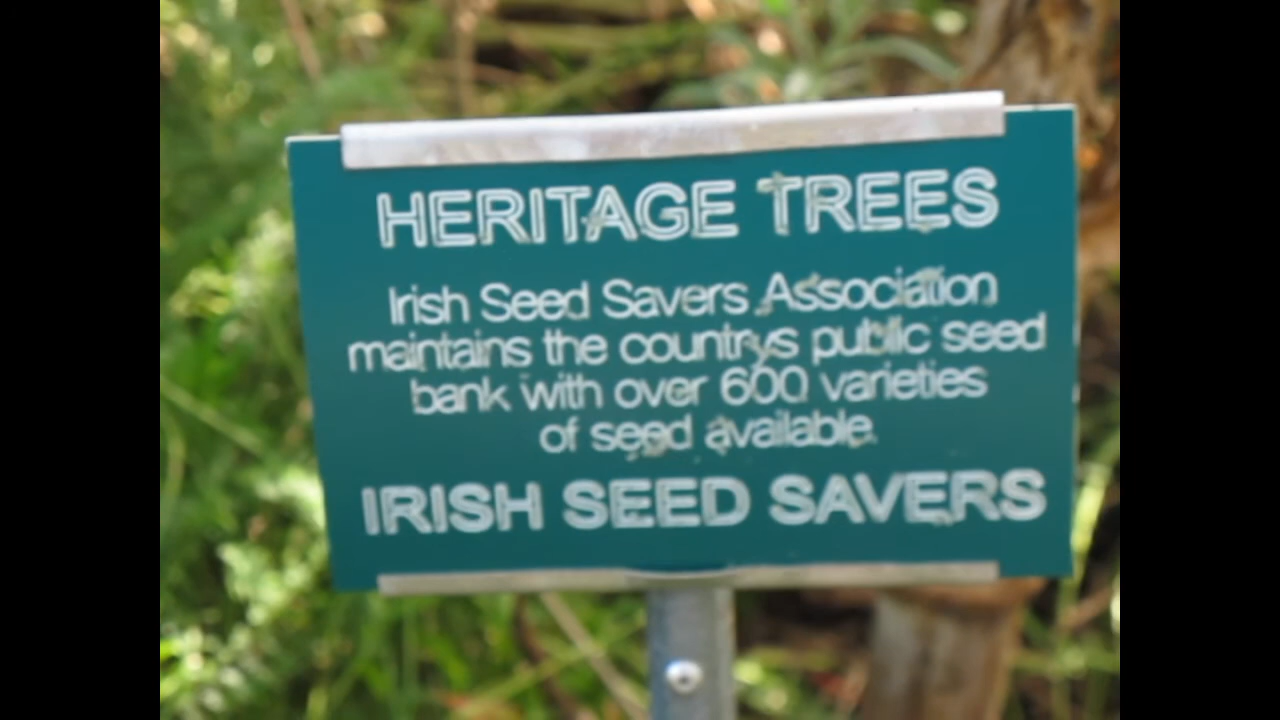 HERITAGE TREES
Irish Seed Savers Association
maintains the countrys public seed
bank with over 600 varieties
of seed available.
IRISH SEED SAVERS